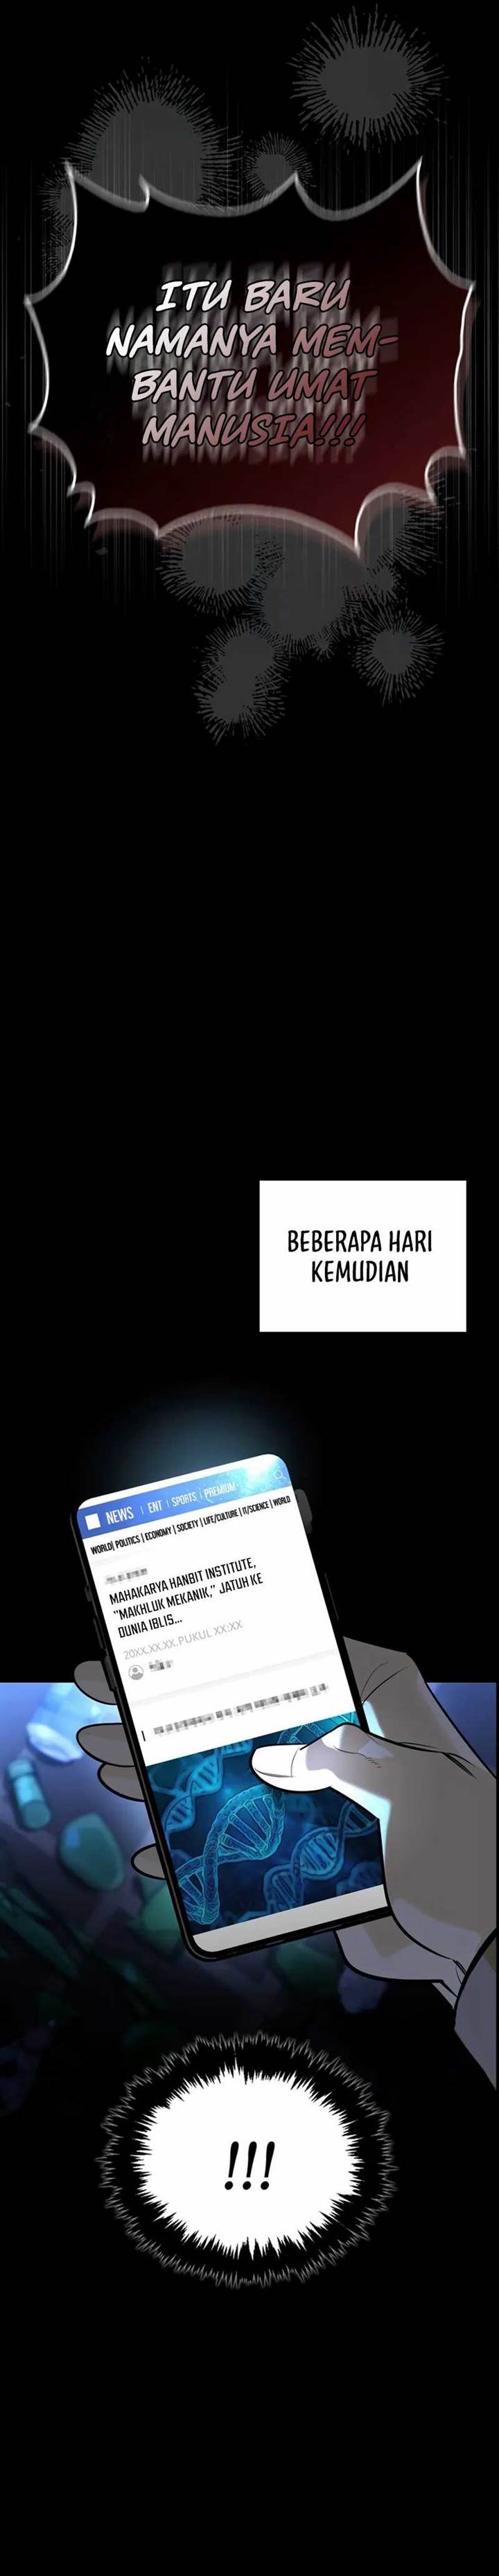 ITU BARU
NAMANYA MEM-
BANTU UMAT
MANUSIA!!!
BEBERAPA HARI
KEMUDIAN
NEWS | ENT | SPORTS | PREMIUM
WORLD | POLITICS | ECONOMY | SOCIETY | LIFE/CULTURE | IT/SCIENCE | WORLD
MAHAKARYA HANBIT INSTITUTE,
"MAKHLUK MEKANIK," JATUH KE
DUNIA IBLIS...
20XX.XX.XX. PUKUL XX:XX
!!!